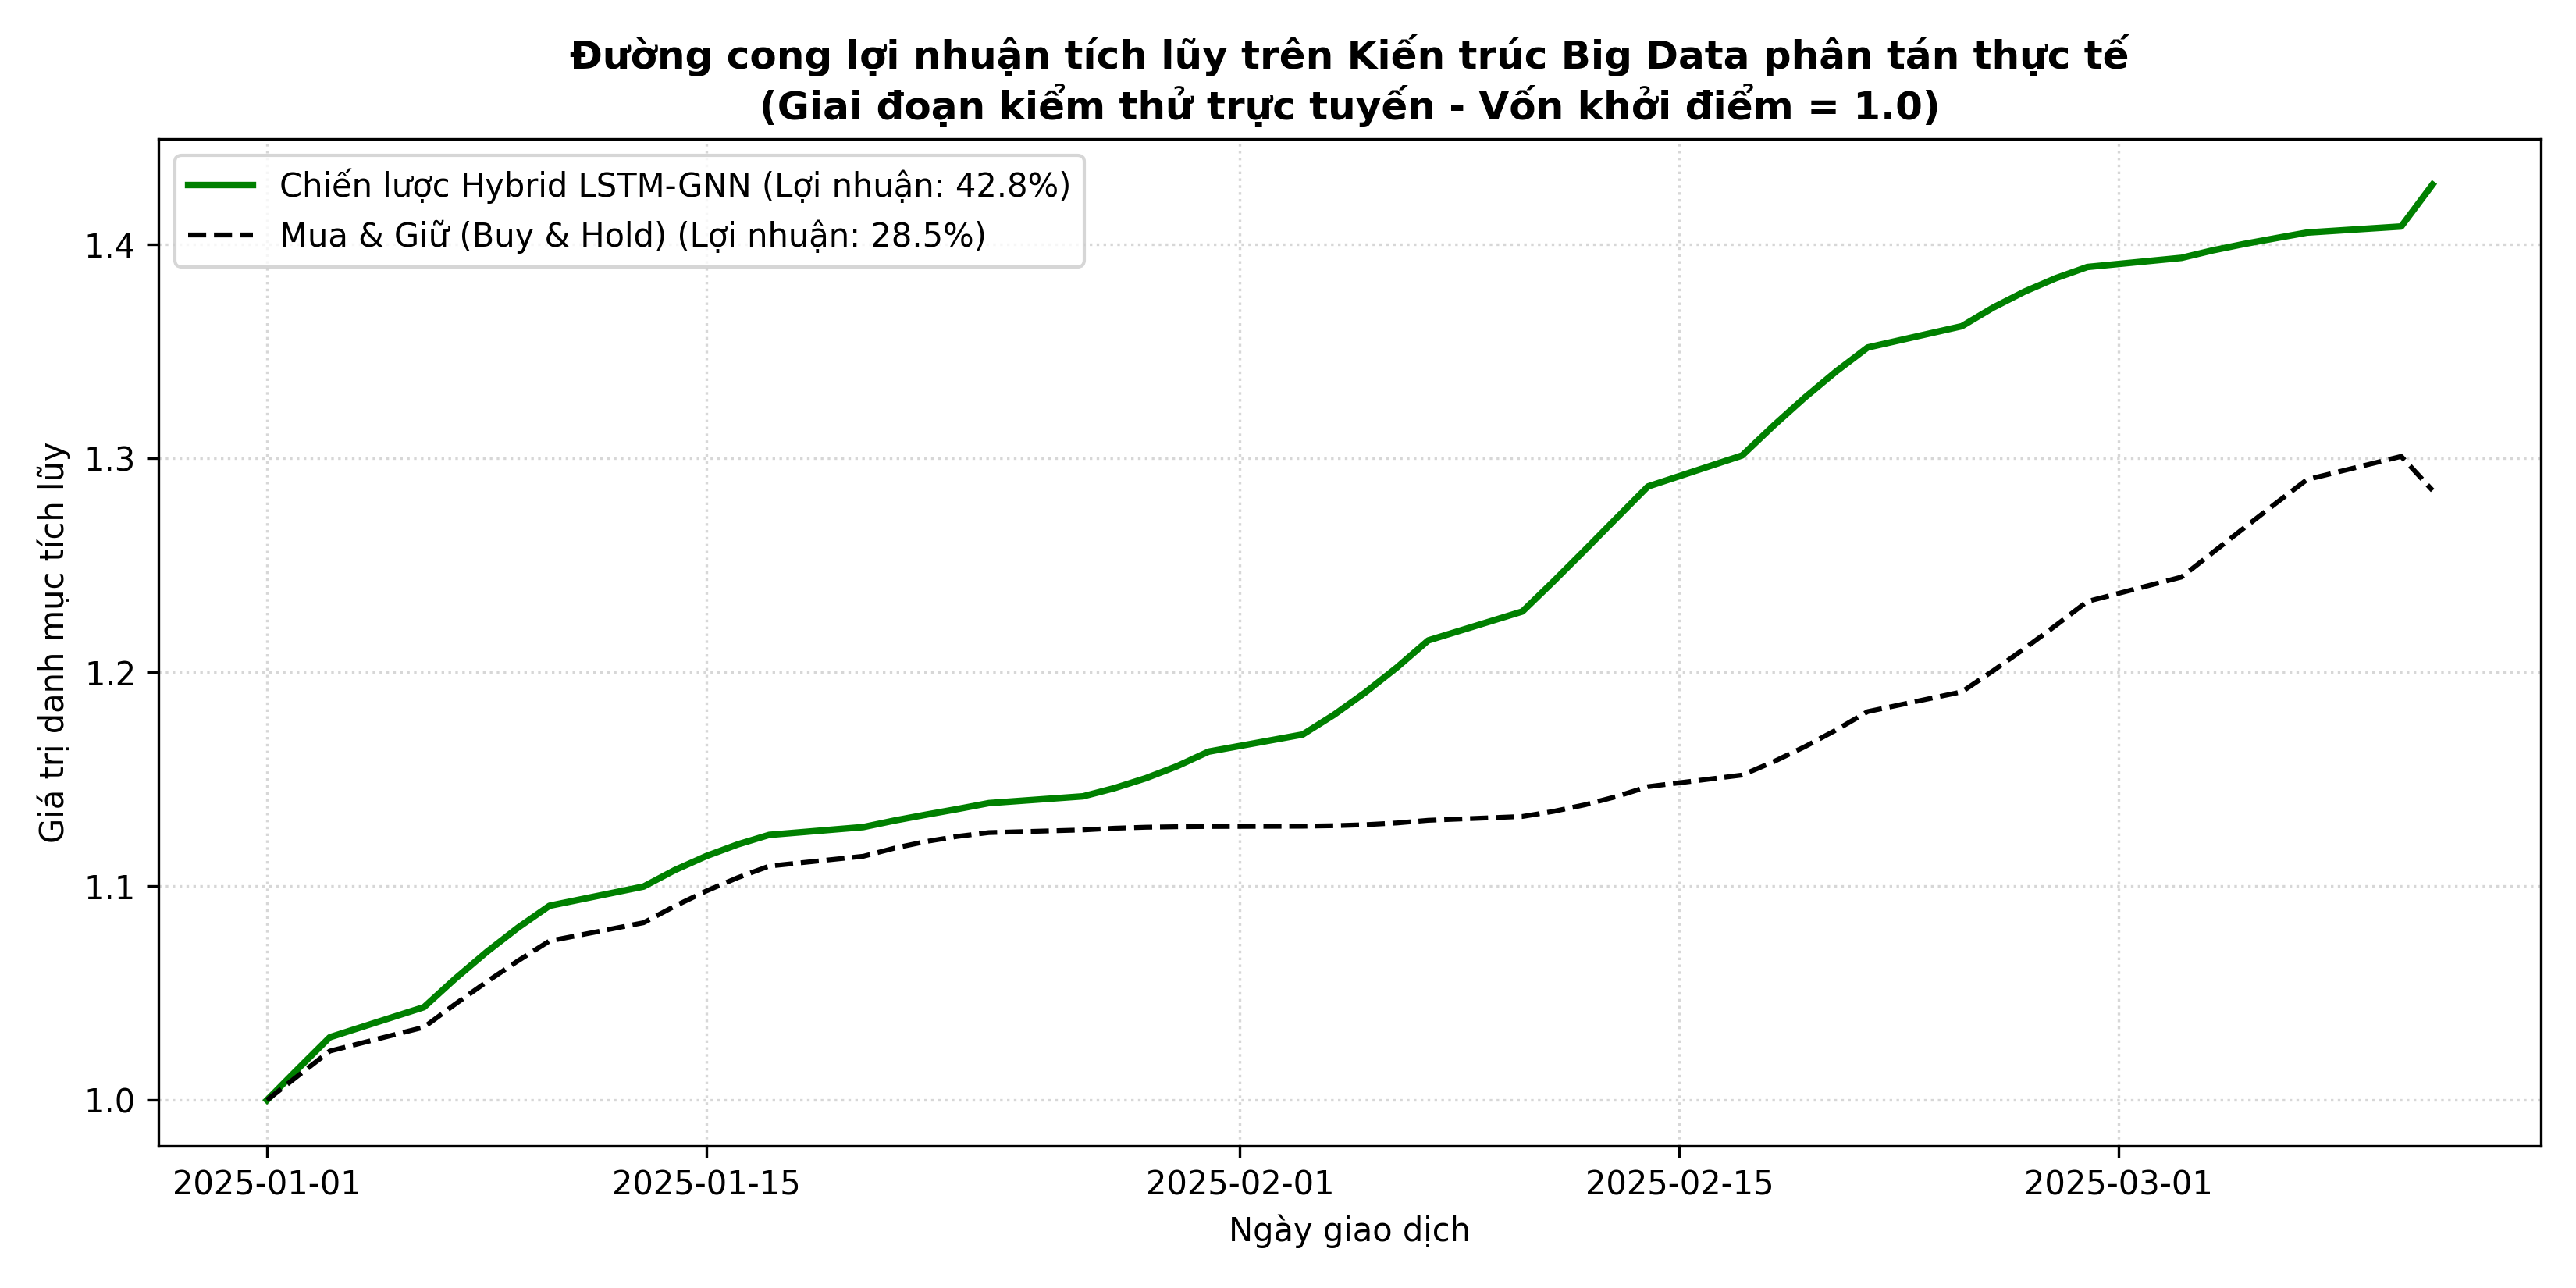 Đường cong lợi nhuận tích lũy trên Kiến trúc Big Data phân tán thực tế
(Giai đoạn kiểm thử trực tuyến - Vốn khởi điểm = 1.0)
Chiến lược Hybrid LSTM-GNN (Lợi nhuận: 42.8%)
Mua & Giữ (Buy & Hold) (Lợi nhuận: 28.5%)
Giá trị danh mục tích lũy
1.4
1.3
1.2
1.1
1.0
2025-01-01
2025-01-15
2025-02-01
2025-02-15
2025-03-01
Ngày giao dịch